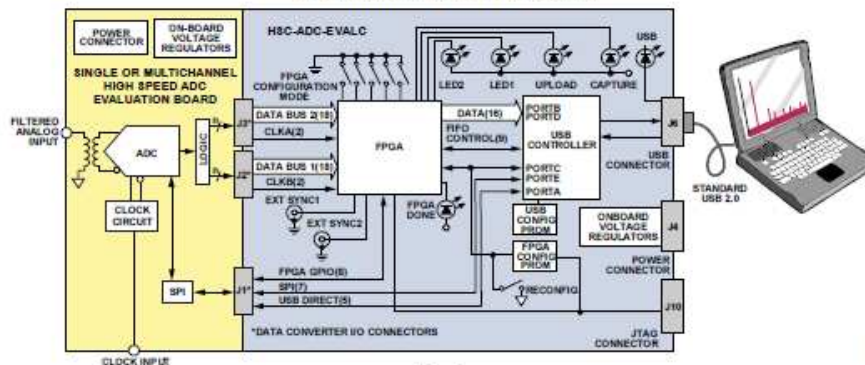 POWER
CONNECTOR
ON-BOARD
VOLTAGE
REGULATORS
SINGLE OR MULTICHANNEL
HIGH SPEED ADC
EVALUATION BOARD
FILTERED
ANALOG
INPUT
ADC
LOGIC
CLOCK
CIRCUIT
SPI
CLOCK INPUT
J3*
J2*
J1*
HSC-ADC-EVALC
FPGA
CONFIGURATION
MODE
DATA BUS 2(18)
CLKA(2)
DATA BUS 1(18)
CLKB(2)
EXT SYNC1
EXT SYNC2
FPGA
LED2
LED1
UPLOAD
CAPTURE
USB
DATA(16)
FIFO
CONTROL(9)
FPGA
DONE
PORTB
PORTD
USB
CONTROLLER
PORTC
PORTE
PORTA
USB CONFIG
PROM
FPGA
CONFIG
PROM
RECONFIG
FPGA GPIO(8)
SPI(7)
USB DIRECT(5)
*DATA CONVERTER I/O CONNECTORS
ONBOARD
VOLTAGE
REGULATORS
J6
USB
CONNECTOR
J4
POWER
CONNECTOR
J10
JTAG
CONNECTOR
STANDARD
USB 2.0